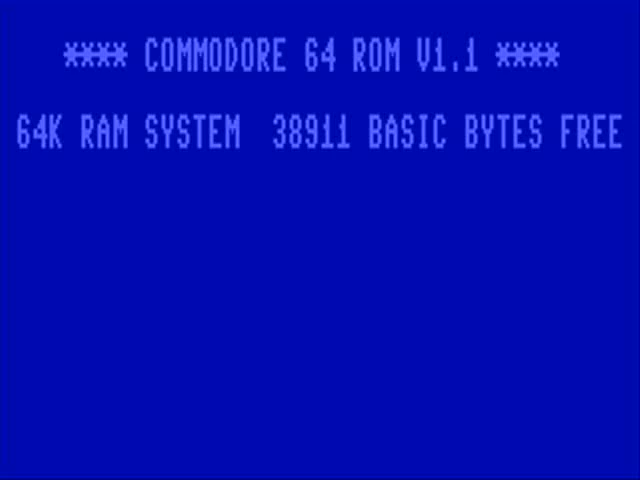 **** COMMODORE 64 ROM V1.1 ****
64K RAM SYSTEM  38911 BASIC BYTES FREE